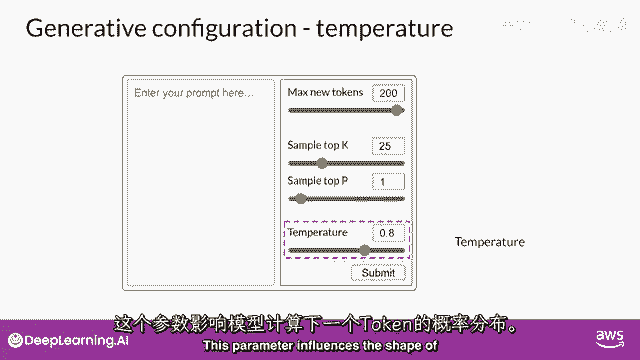 Generative configuration - temperature
Enter your prompt here...
Max new tokens 200
Sample top K 25
Sample top P 1
Temperature 0.8
Submit
Temperature
这个参数影响模型计算下一个Token的概率分布。
This parameter influences the shape of
DeepLearning.AI
aws